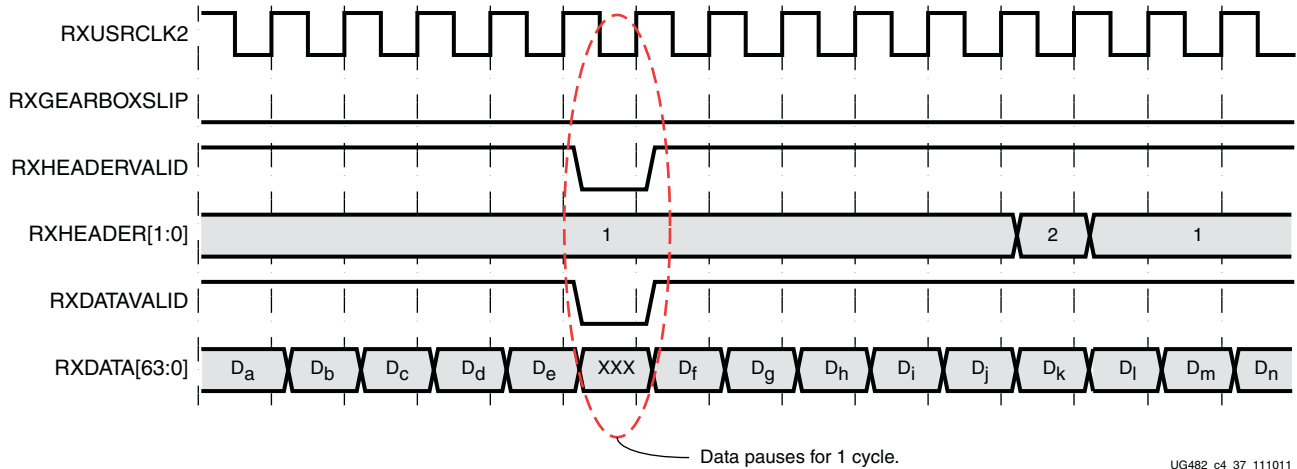 RXUSRCLK2
RXGEARBOXSLIP
RXHEADERVALID
RXHEADER[1:0] 1 2 1
RXDATAVALID
RXDATA[63:0] Da Db Dc Dd De XXX Df Dg Dh Di Dj Dk Dl Dm Dn
Data pauses for 1 cycle.
UG482_c4_37_111011